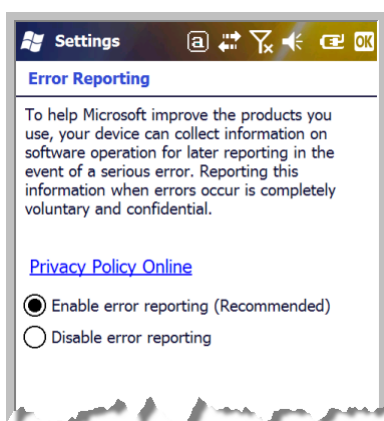 Settings a OK
Error Reporting
To help Microsoft improve the products you
use, your device can collect information on
software operation for later reporting in the
event of a serious error. Reporting this
information when errors occur is completely
voluntary and confidential.
Privacy Policy Online
Enable error reporting (Recommended)
Disable error reporting